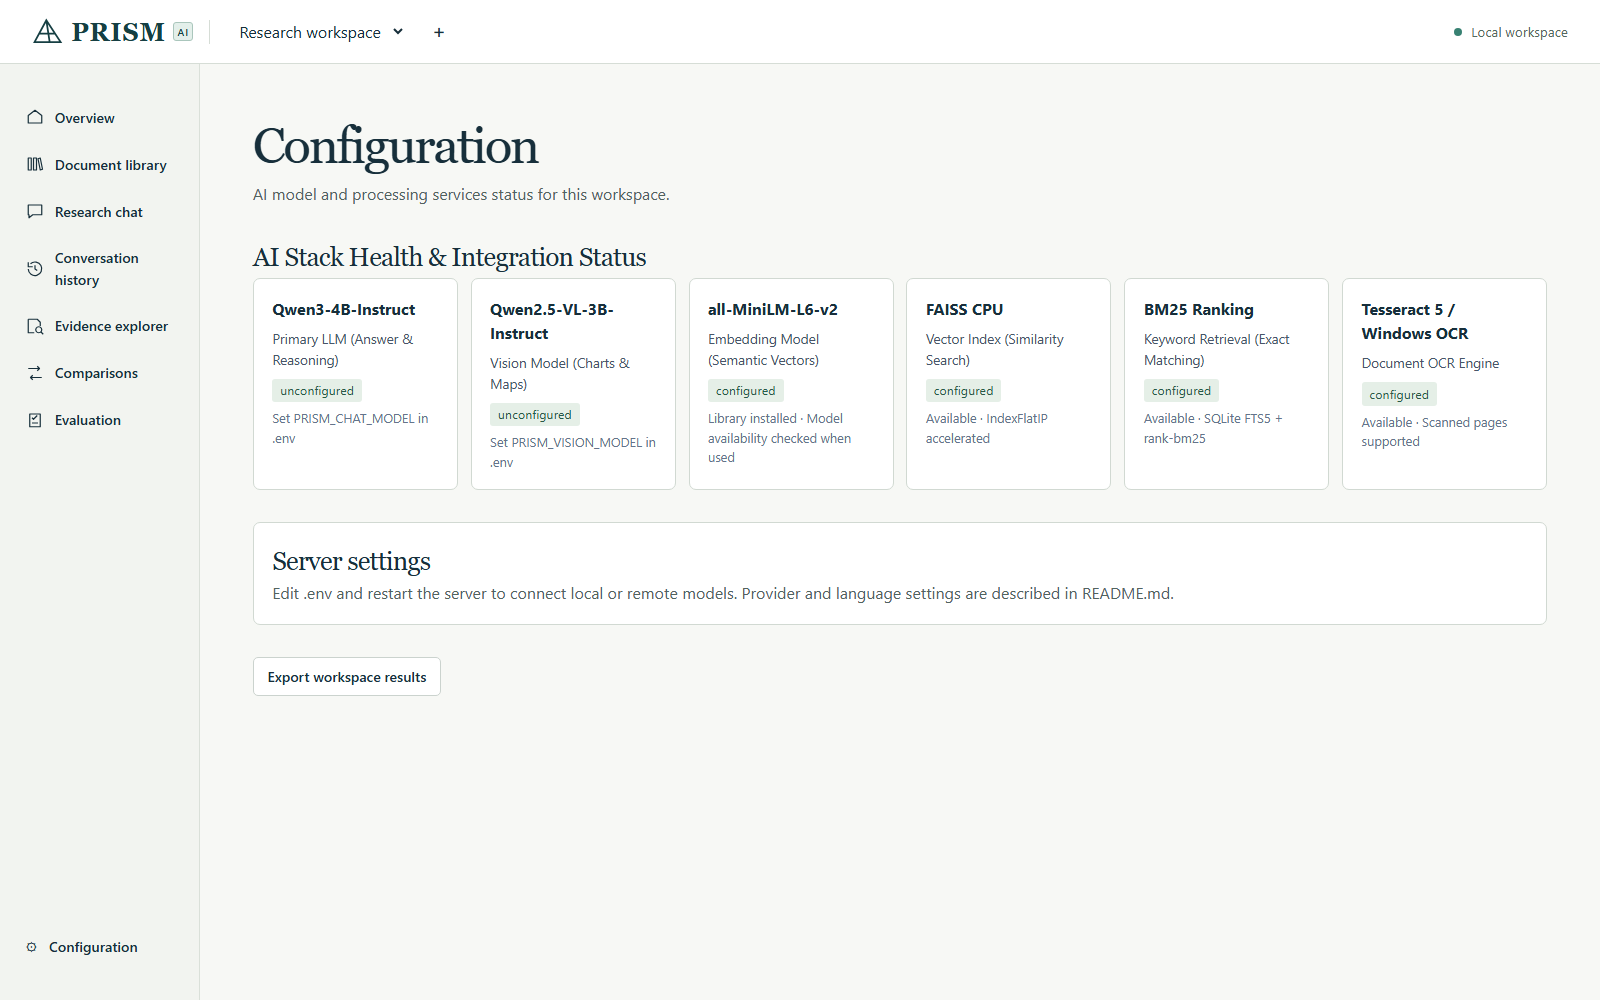 PRISM AI
Research workspace
+
Local workspace
Overview
Document library
Research chat
Conversation
history
Evidence explorer
Comparisons
Evaluation
Configuration
Configuration
AI model and processing services status for this workspace.
AI Stack Health & Integration Status
Qwen3-4B-Instruct
Primary LLM (Answer &
Reasoning)
unconfigured
Set PRISM_CHAT_MODEL in
.env
Qwen2.5-VL-3B-
Instruct
Vision Model (Charts &
Maps)
unconfigured
Set PRISM_VISION_MODEL in
.env
all-MiniLM-L6-v2
Embedding Model
(Semantic Vectors)
configured
Library installed · Model
availability checked when
used
FAISS CPU
Vector Index (Similarity
Search)
configured
Available · IndexFlatIP
accelerated
BM25 Ranking
Keyword Retrieval (Exact
Matching)
configured
Available · SQLite FTS5 +
rank-bm25
Tesseract 5 /
Windows OCR
Document OCR Engine
configured
Available · Scanned pages
supported
Server settings
Edit .env and restart the server to connect local or remote models. Provider and language settings are described in README.md.
Export workspace results